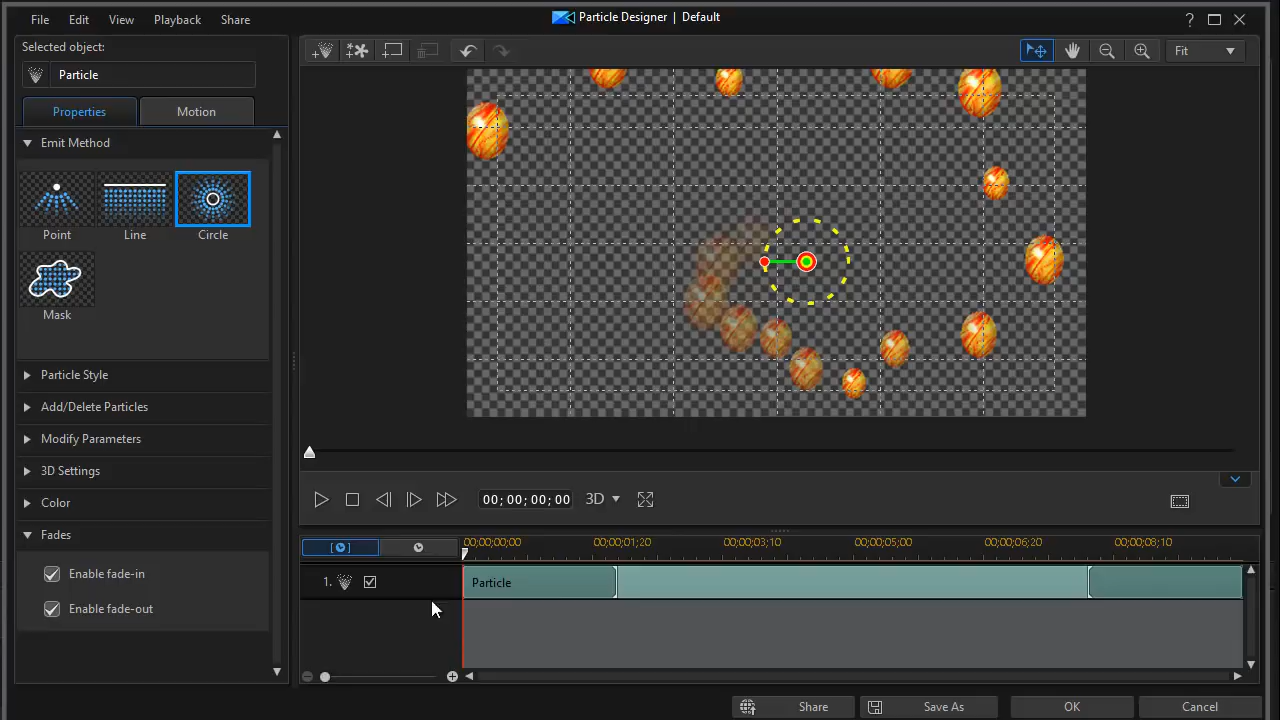 File Edit View Playback Share
Particle Designer | Default
?
Selected object:
Particle
Fit
Properties Motion
Emit Method
Point Line Circle
Mask
Particle Style
Add/Delete Particles
Modify Parameters
3D Settings
Color
Fades
Enable fade-in
Enable fade-out
00; 00; 00; 00 3D
00;00;00;00 00;00;01;20 00;00;03;10 00;00;05;00 00;00;06;20 00;00;08;10
1. Particle
Share Save As OK Cancel